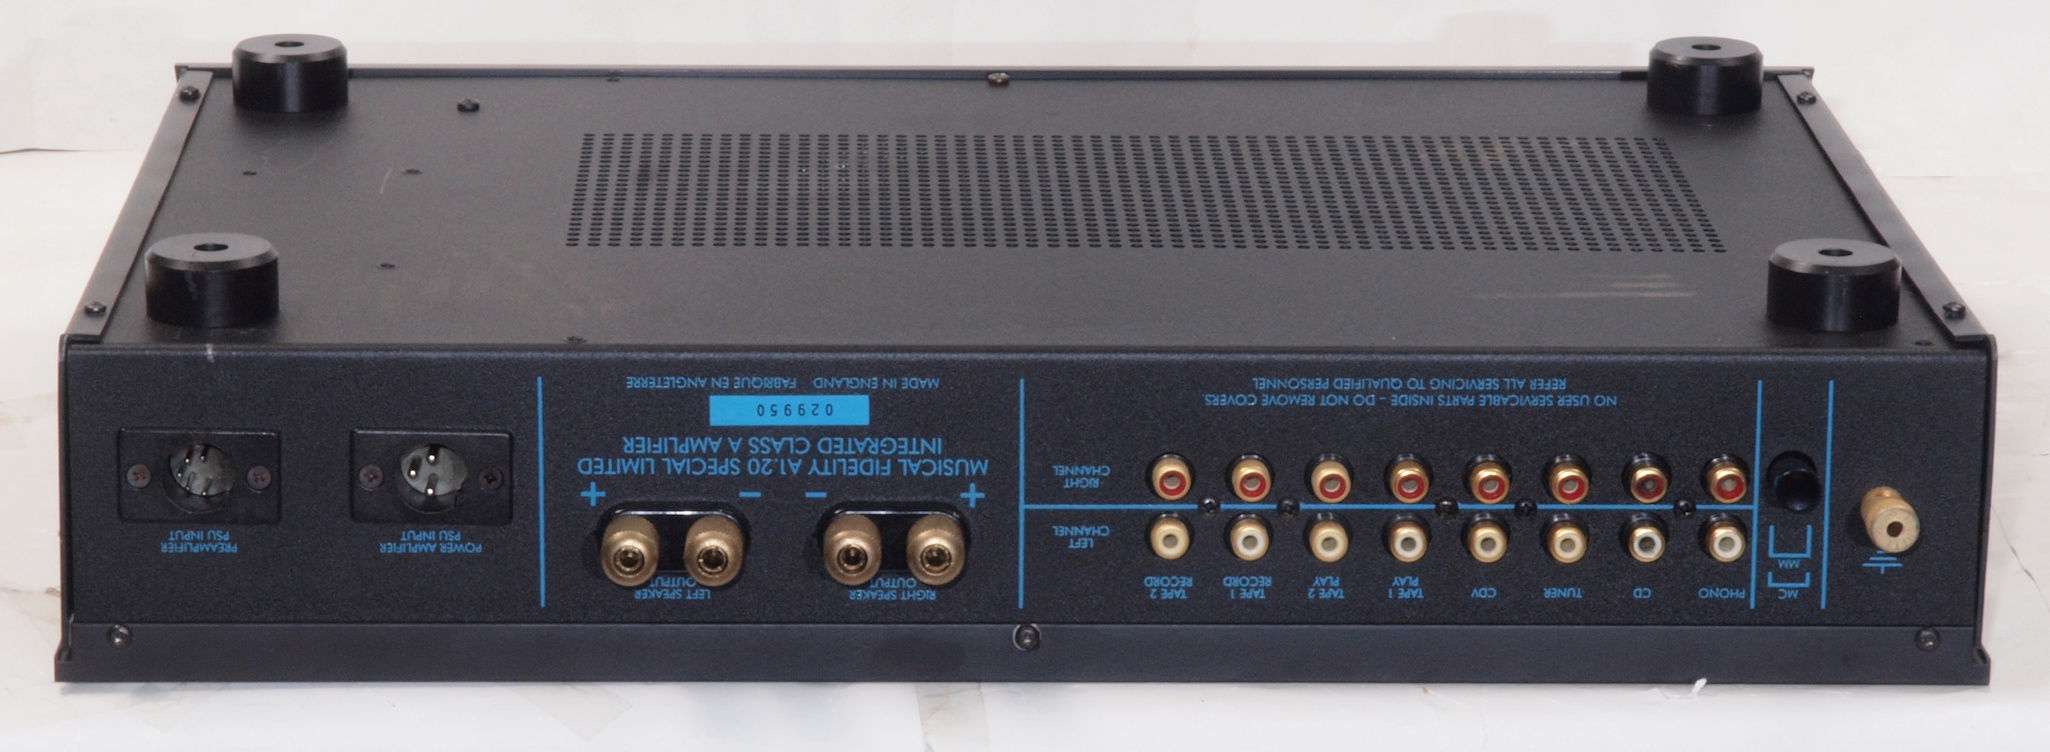 MC
MM
PHONO
CD
TUNER
CDV
TAPE 1
PLAY
TAPE 2
PLAY
TAPE 1
RECORD
TAPE 2
RECORD
LEFT
CHANNEL
RIGHT
CHANNEL
NO USER SERVICABLE PARTS INSIDE - DO NOT REMOVE COVERS.
REFER ALL SERVICING TO QUALIFIED PERSONNEL
RIGHT SPEAKER
OUTPUT
LEFT SPEAKER
OUTPUT
+ - - +
MUSICAL FIDELITY A1.20 SPECIAL LIMITED
INTEGRATED CLASS A AMPLIFIER
029950
MADE IN ENGLAND FABRIQUE EN ANGLETERRE
POWER AMPLIFIER
PSU INPUT
PREAMPLIFIER
PSU INPUT